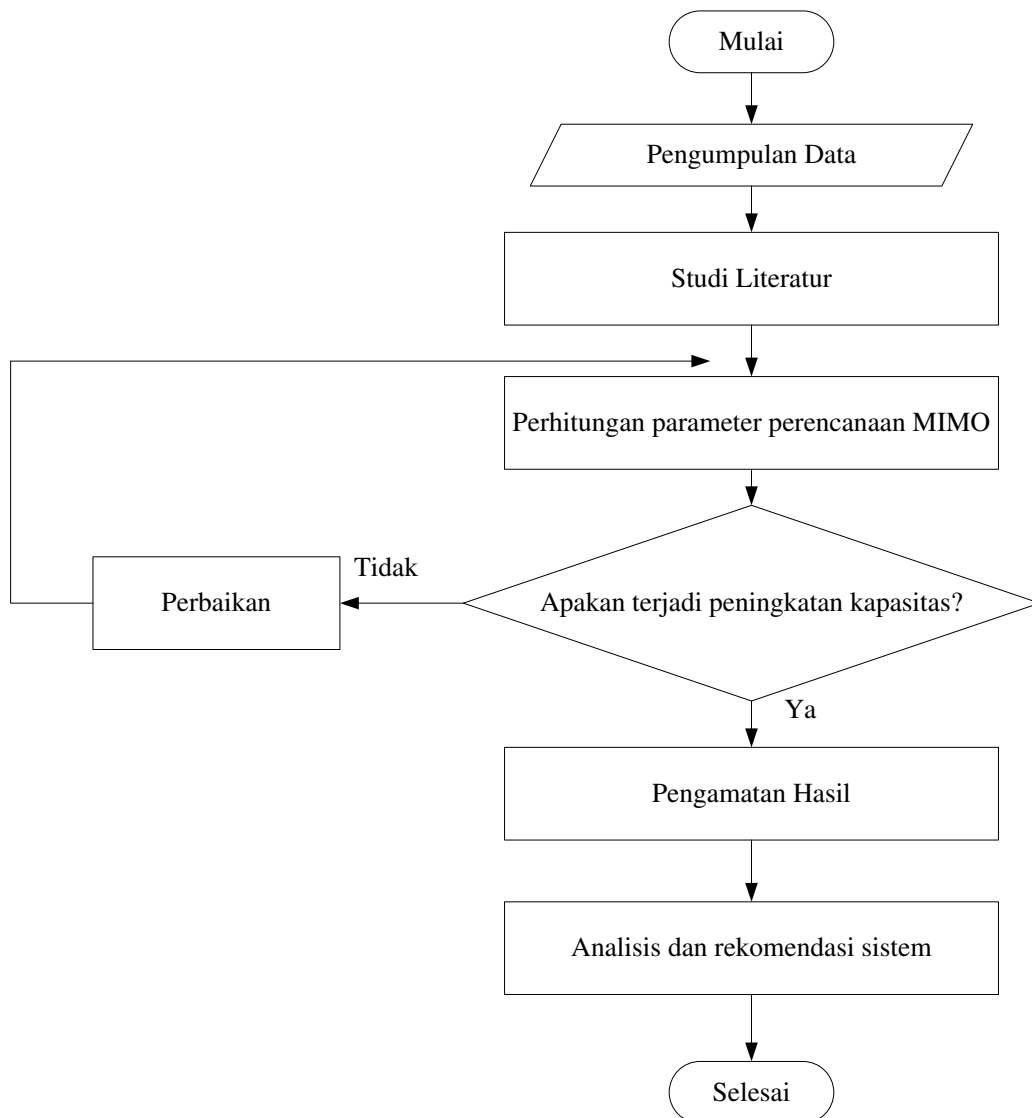 Mulai
Pengumpulan Data
Studi Literatur
Perhitungan parameter perencanaan MIMO
Apakan terjadi peningkatan kapasitas?
Tidak
Perbaikan
Ya
Pengamatan Hasil
Analisis dan rekomendasi sistem
Selesai